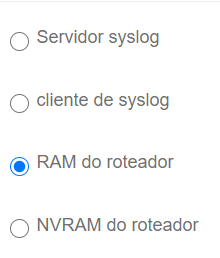 Servidor syslog
cliente de syslog
RAM do roteador
NVRAM do roteador